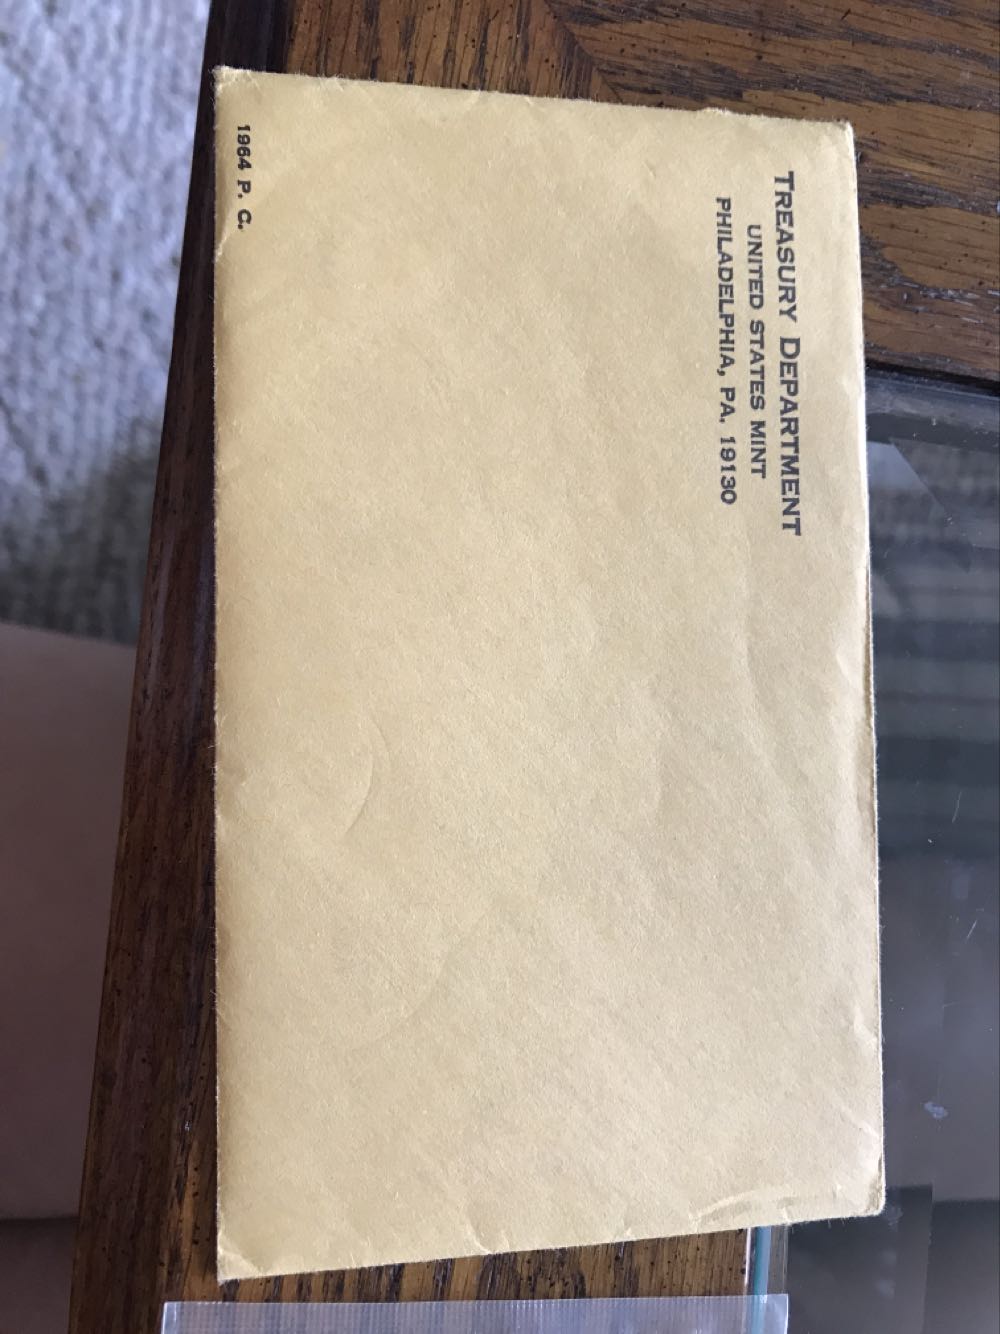 TREASURY DEPARTMENT
UNITED STATES MINT
PHILADELPHIA, PA. 19130
1964 P. C.